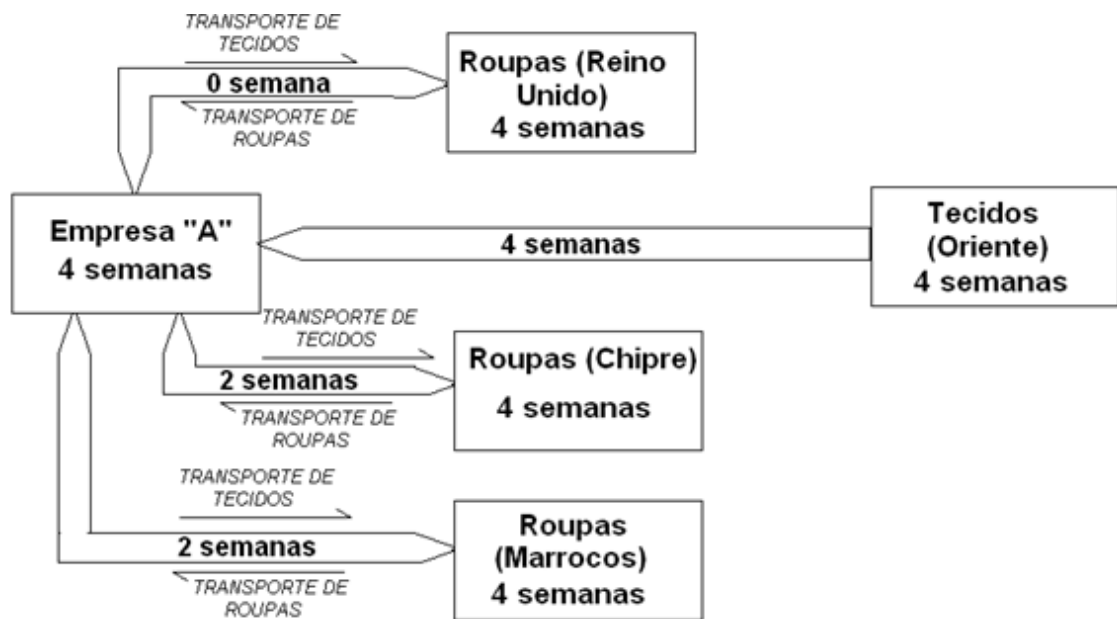 TRANSPORTE DE
TECIDOS
0 semana
TRANSPORTE DE
ROUPAS
Roupas (Reino
Unido)
4 semanas
Empresa "A"
4 semanas
4 semanas
Tecidos
(Oriente)
4 semanas
TRANSPORTE DE
TECIDOS
2 semanas
TRANSPORTE DE
ROUPAS
Roupas (Chipre)
4 semanas
TRANSPORTE DE
TECIDOS
2 semanas
TRANSPORTE DE
ROUPAS
Roupas
(Marrocos)
4 semanas